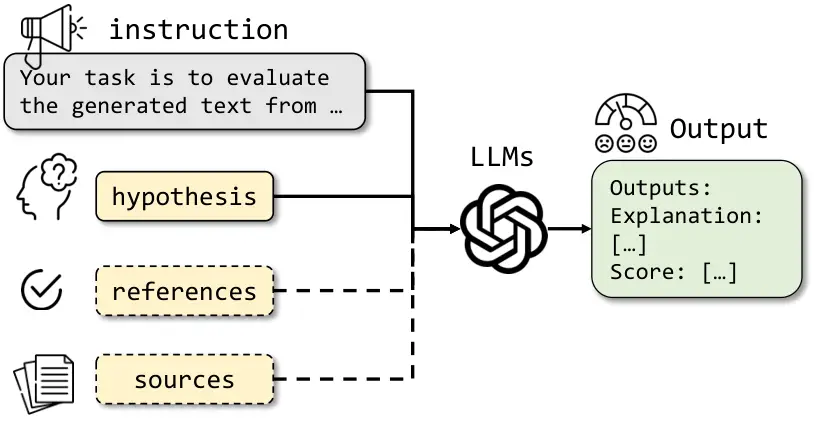 instruction
Your task is to evaluate
the generated text from …
hypothesis
references
sources
LLMs
Output
Outputs:
Explanation:
[…]
Score: […]